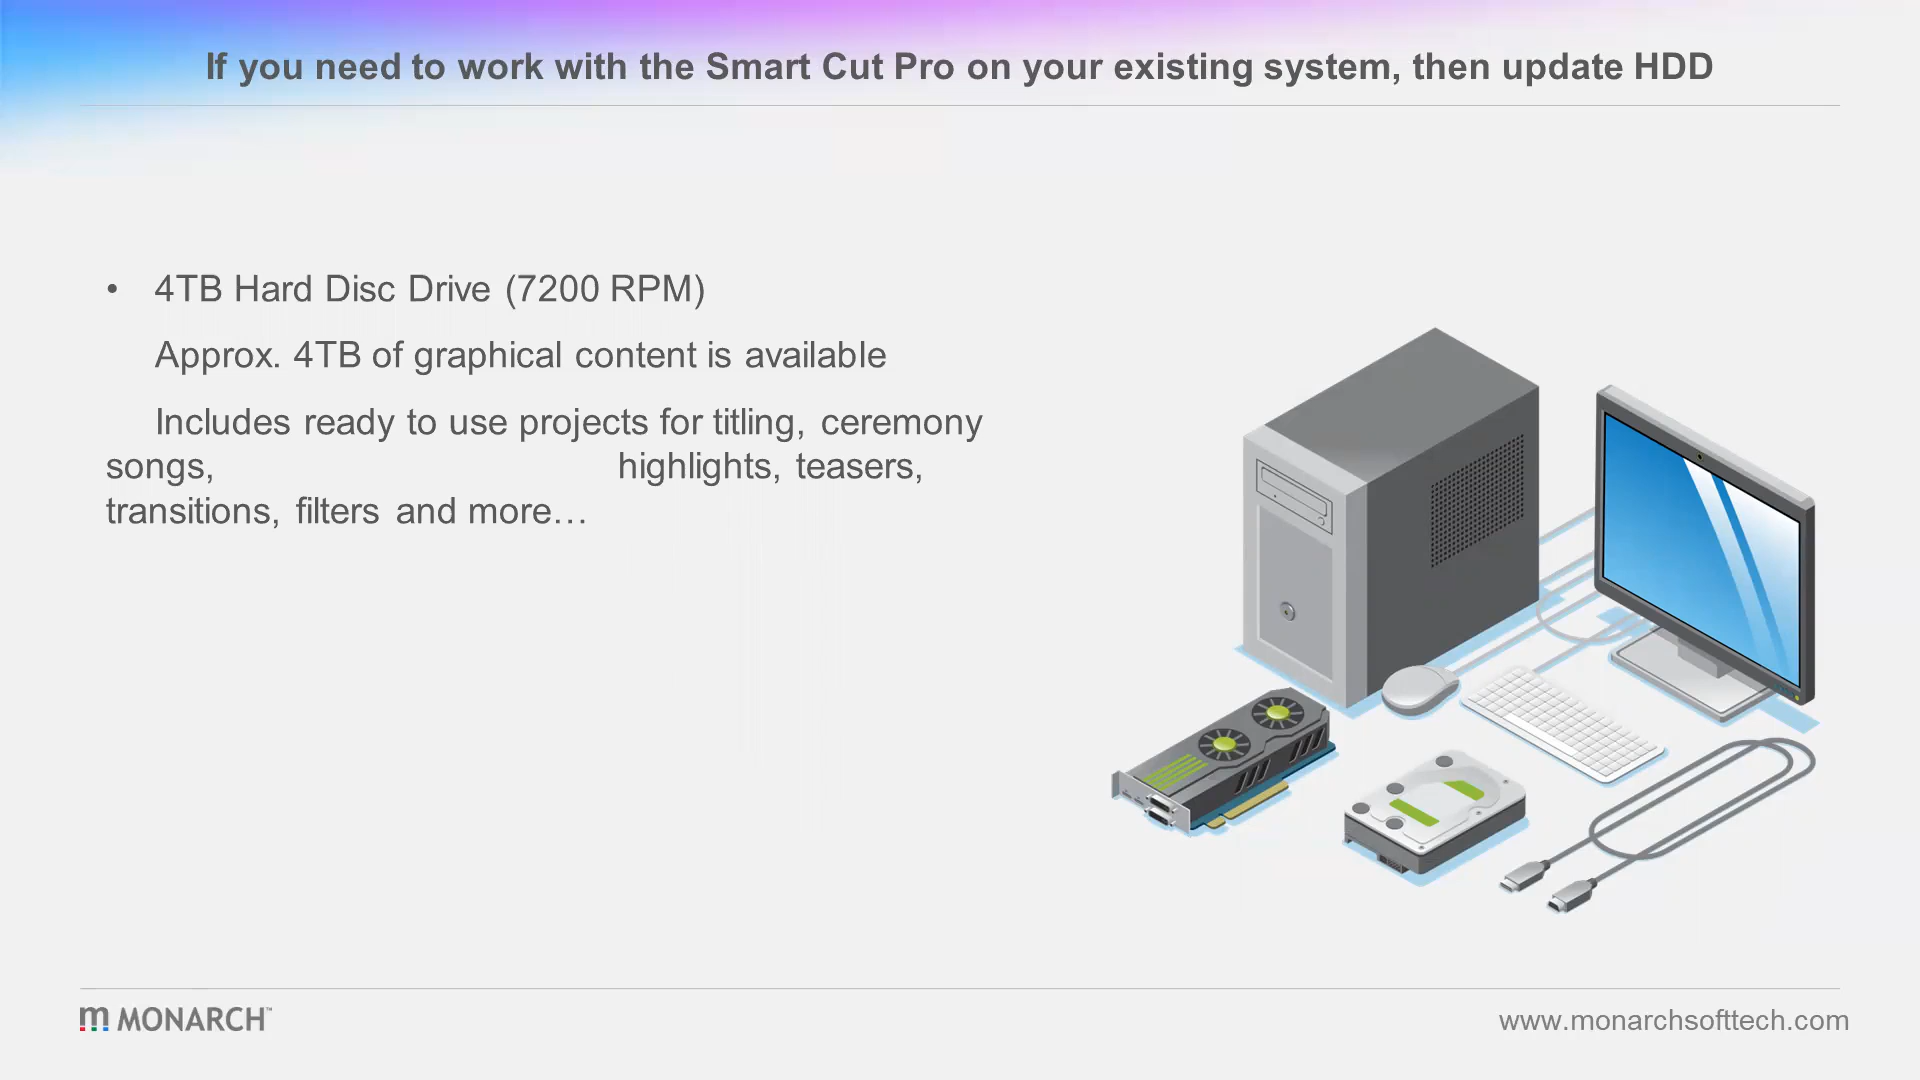 If you need to work with the Smart Cut Pro on your existing system, then update HDD
• 4TB Hard Disc Drive (7200 RPM)
Approx. 4TB of graphical content is available
Includes ready to use projects for titling, ceremony
songs, highlights, teasers,
transitions, filters and more…
m MONARCH™
www.monarchsofttech.com